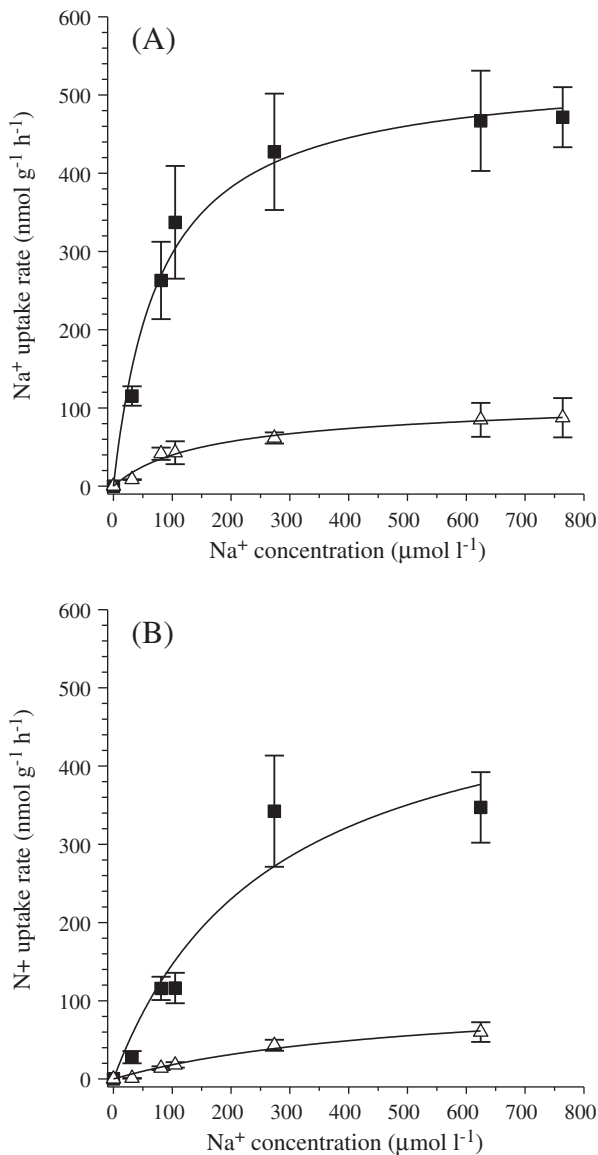 (A)
600
500
400
300
200
100
0
Na⁺ uptake rate (nmol g⁻¹ h⁻¹)
0 100 200 300 400 500 600 700 800
Na⁺ concentration (μmol l⁻¹)
(B)
600
500
400
300
200
100
0
N+ uptake rate (nmol g⁻¹ h⁻¹)
0 100 200 300 400 500 600 700 800
Na⁺ concentration (μmol l⁻¹)